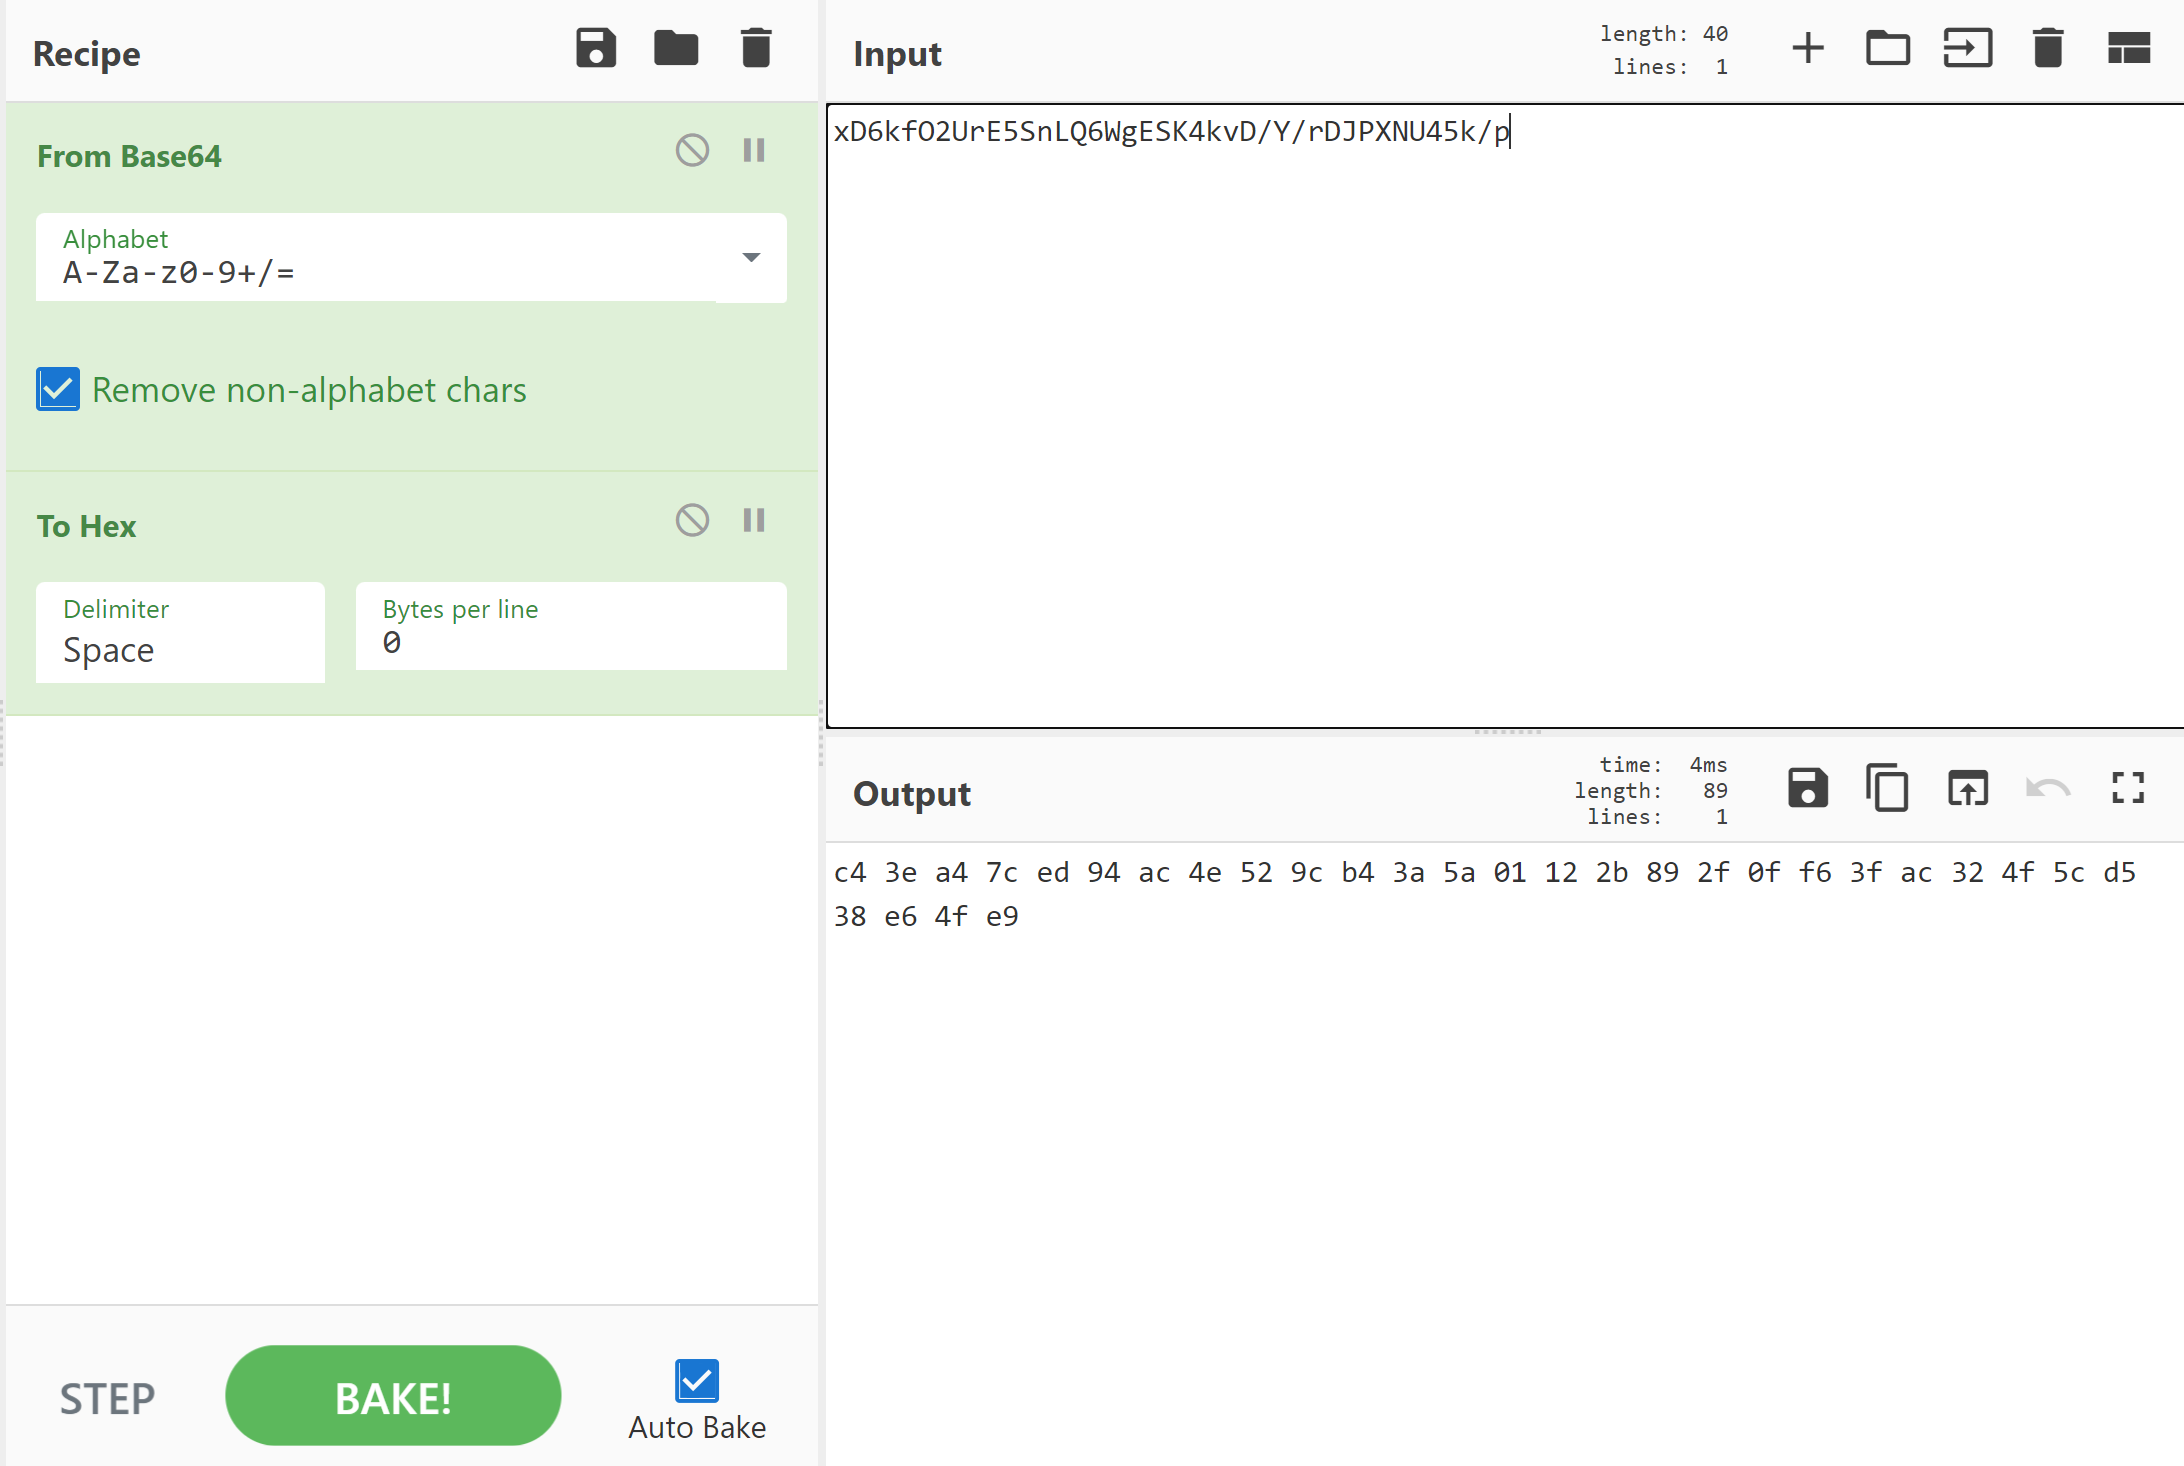 Recipe
From Base64
Alphabet
A-Za-z0-9+/=
Remove non-alphabet chars
To Hex
Delimiter
Space
Bytes per line
0
STEP
BAKE!
Auto Bake
Input
length: 40
lines: 1
xD6kfO2UrE5SnLQ6WgESK4kvD/Y/rDJPXNU45k/p
Output
time: 4ms
length: 89
lines: 1
c4 3e a4 7c ed 94 ac 4e 52 9c b4 3a 5a 01 12 2b 89 2f 0f f6 3f ac 32 4f 5c d5
38 e6 4f e9